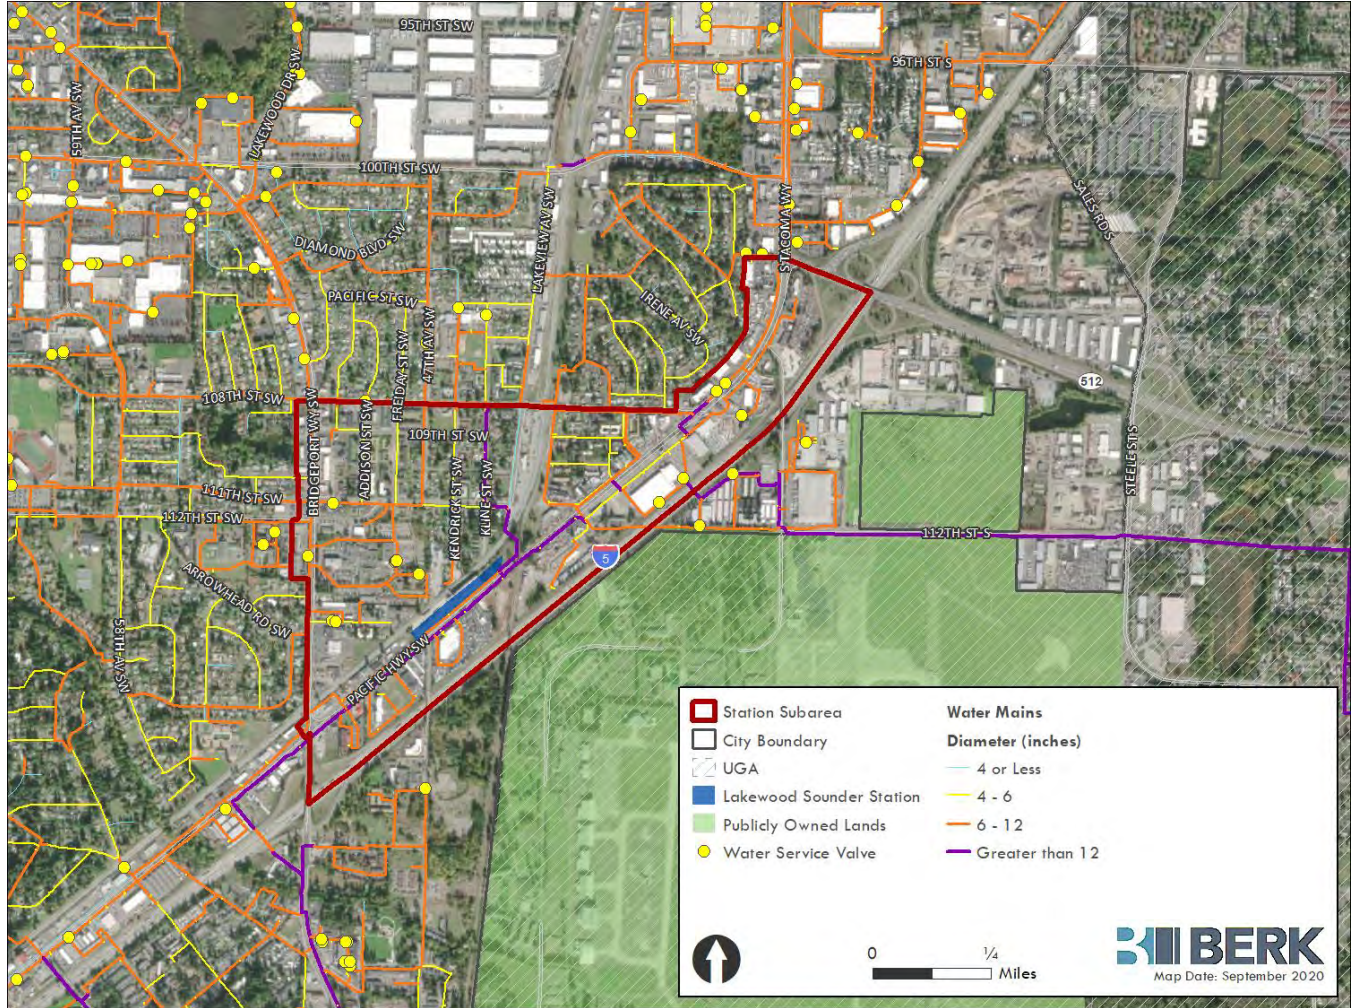 95TH ST SW
96TH ST S
59TH AV SW
LAKEWOOD DR SW
100TH ST SW
LAKEVIEW AV SW
S TACOMA WY
SALES RD S
DIAMOND BLVD SW
PACIFIC ST SW
IRENE AV SW
FREIDAY ST SW
47TH AV SW
512
108TH ST SW
BRIDGEPORT WY SW
ADDISON ST SW
109TH ST SW
KENDRICK ST SW
KLINE ST SW
STEELE ST S
111TH ST SW
112TH ST SW
112TH ST S
5
ARROWHEAD RD SW
58TH AV SW
PACIFIC HWY SW
Station Subarea
City Boundary
UGA
Lakewood Sounder Station
Publicly Owned Lands
Water Service Valve
Water Mains
Diameter (inches)
4 or Less
4 - 6
6 - 12
Greater than 12
0 ¼
Miles
BERK
Map Date: September 2020